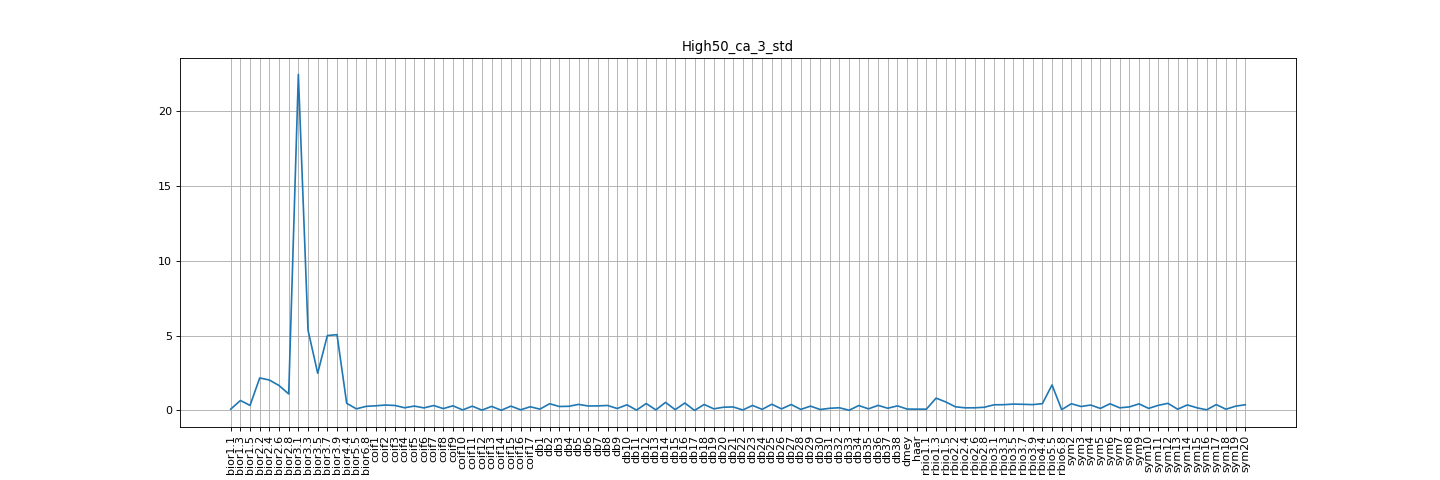 High50_ca_3_std
20
15
10
5
0
bior1.1
bior1.3
bior1.5
bior2.2
bior2.4
bior2.6
bior2.8
bior3.1
bior3.3
bior3.5
bior3.7
bior3.9
bior4.4
bior5.5
bior6.8
coif1
coif2
coif3
coif4
coif5
coif6
coif7
coif8
coif9
coif10
coif11
coif12
coif13
coif14
coif15
coif16
coif17
db1
db2
db3
db4
db5
db6
db7
db8
db9
db10
db11
db12
db13
db14
db15
db16
db17
db18
db19
db20
db21
db22
db23
db24
db25
db26
db27
db28
db29
db30
db31
db32
db33
db34
db35
db36
db37
db38
dmey
haar
rbio1.1
rbio1.3
rbio1.5
rbio2.2
rbio2.4
rbio2.6
rbio2.8
rbio3.1
rbio3.3
rbio3.5
rbio3.7
rbio3.9
rbio4.4
rbio5.5
rbio6.8
sym2
sym3
sym4
sym5
sym6
sym7
sym8
sym9
sym10
sym11
sym12
sym13
sym14
sym15
sym16
sym17
sym18
sym19
sym20